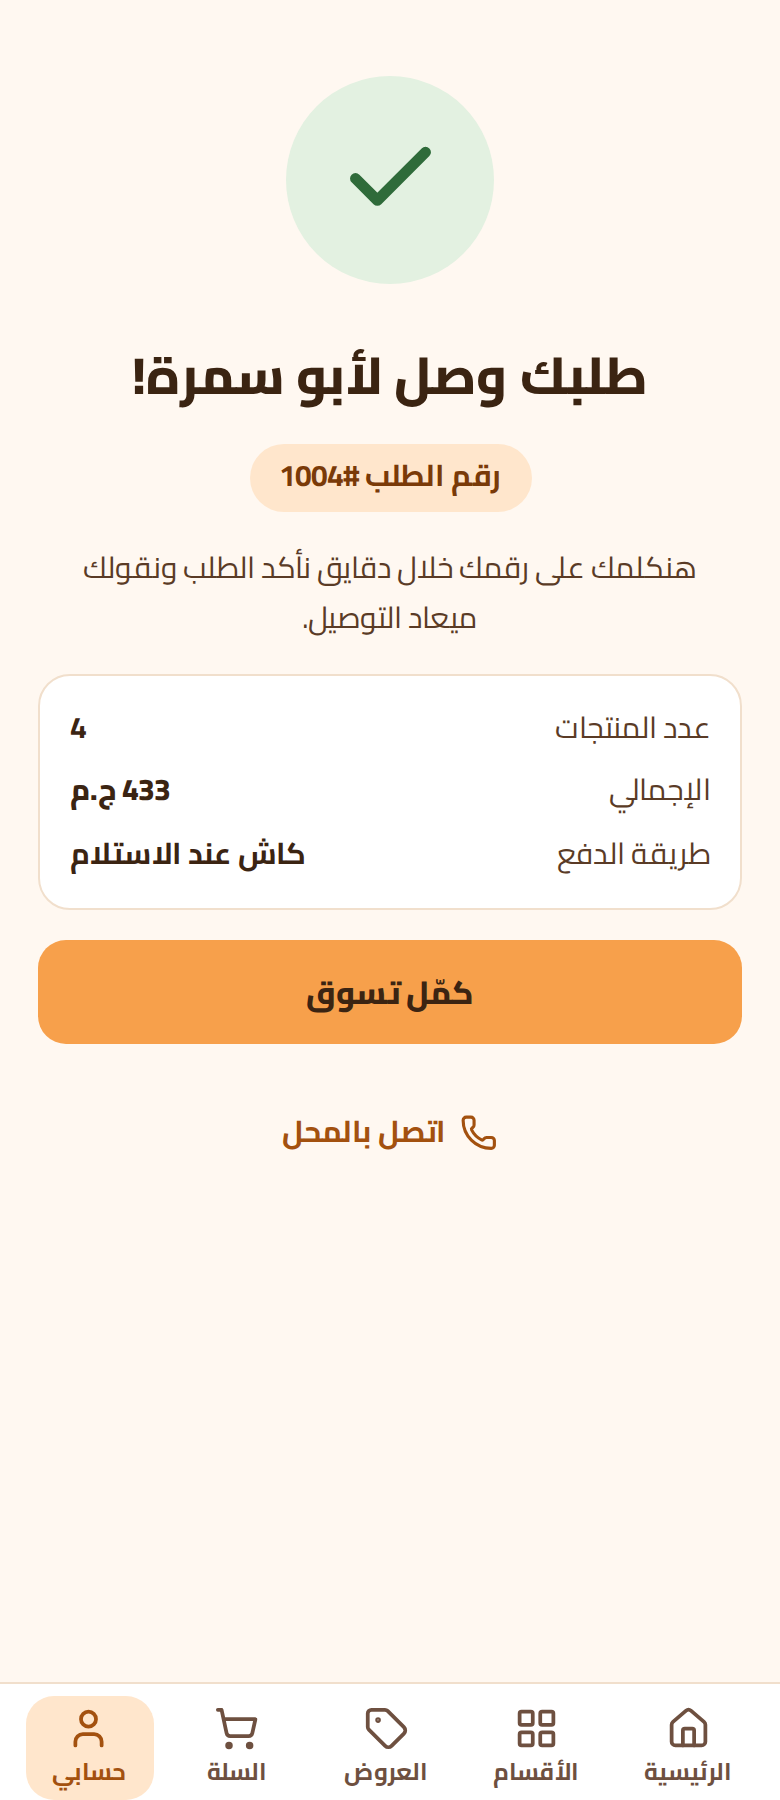 طلبك وصل لأبو سمرة!
رقم الطلب #1004
هنكلمك على رقمك خلال دقايق نأكد الطلب ونقولك
ميعاد التوصيل.
عدد المنتجات 4
الإجمالي 433 ج.م
طريقة الدفع كاش عند الاستلام
كمّل تسوق
اتصل بالمحل
الرئيسية الأقسام العروض السلة حسابي